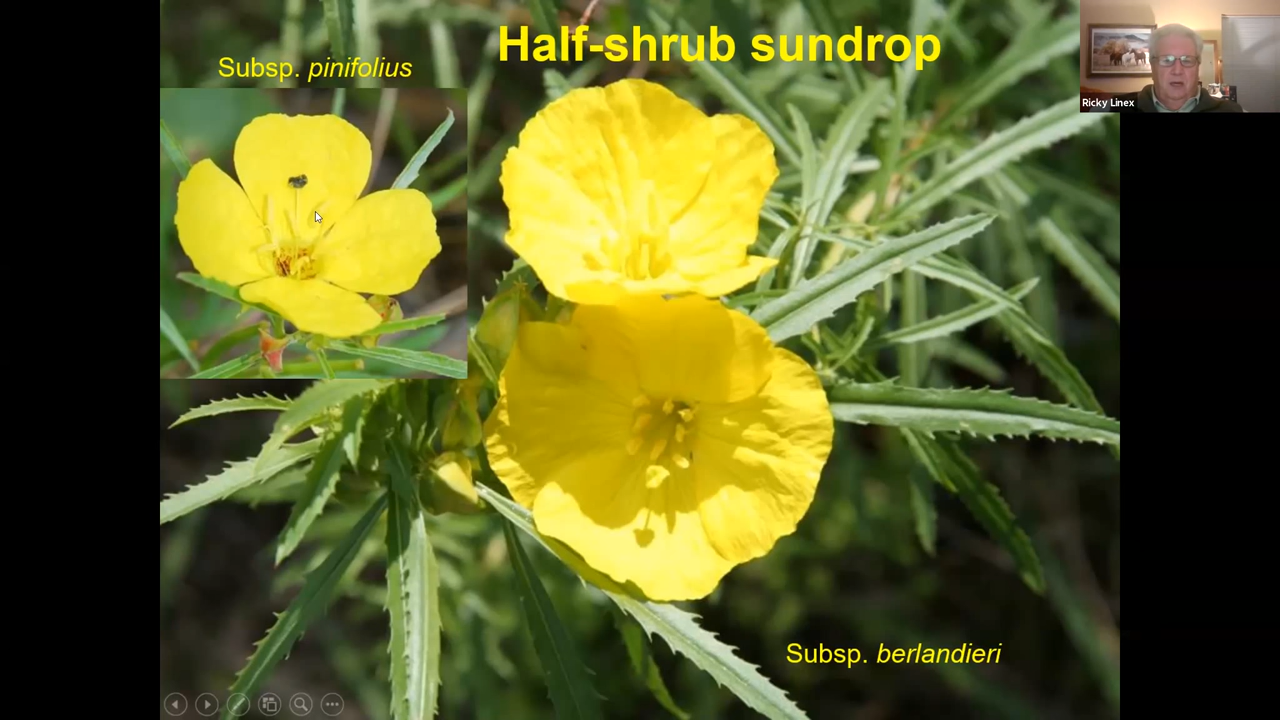 Half-shrub sundrop
Subsp. pinifolius
Ricky Linex
Subsp. berlandieri